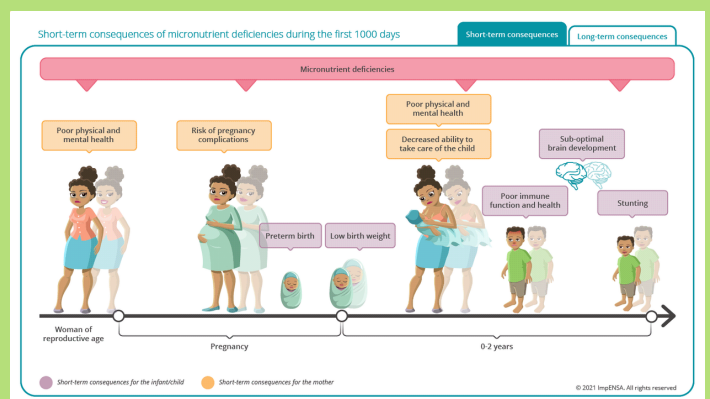 Short-term consequences of micronutrient deficiencies during the first 1000 days
Short-term consequences
Long-term consequences
Micronutrient deficiencies
Poor physical and
mental health
Risk of pregnancy
complications
Poor physical and
mental health
Decreased ability to
take care of the child
Sub-optimal
brain development
Poor immune
function and health
Stunting
Preterm birth
Low birth weight
Woman of
reproductive age
Pregnancy
0-2 years
Short-term consequences for the infant/child
Short-term consequences for the mother
© 2021 ImpENSA. All rights reserved